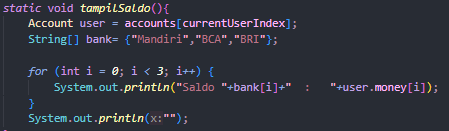 static void tampilSaldo(){
    Account user = accounts[currentUserIndex];
    String[] bank= {"Mandiri","BCA","BRI"};

    for (int i = 0; i < 3; i++) {
        System.out.println("Saldo "+bank[i]+"  :   "+user.money[i]);
    }
    System.out.println(x:"");